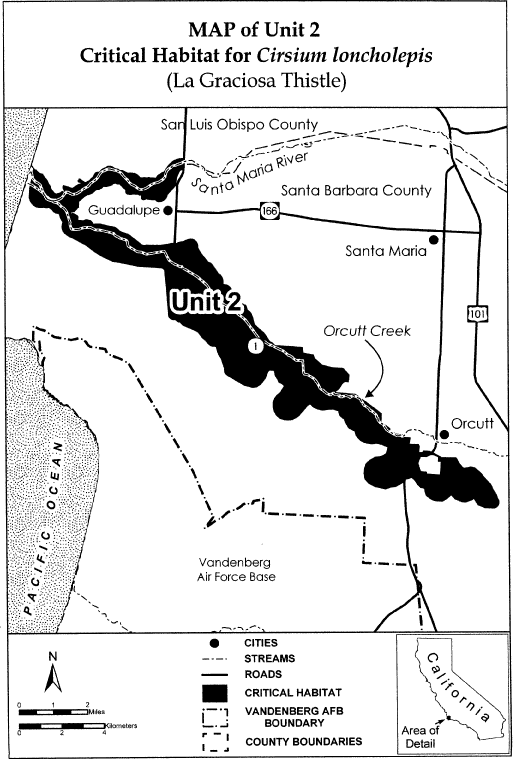 MAP of Unit 2
Critical Habitat for Cirsium loncholepis
(La Graciosa Thistle)
San Luis Obispo County
Santa Maria River
Santa Barbara County
Guadalupe
166
Santa Maria
Unit 2
101
Orcutt Creek
1
Orcutt
PACIFIC OCEAN
Vandenberg
Air Force Base
N
0 1 2
Miles
0 2 4
Kilometers
CITIES
STREAMS
ROADS
CRITICAL HABITAT
VANDENBERG AFB
BOUNDARY
COUNTY BOUNDARIES
California
Area of
Detail